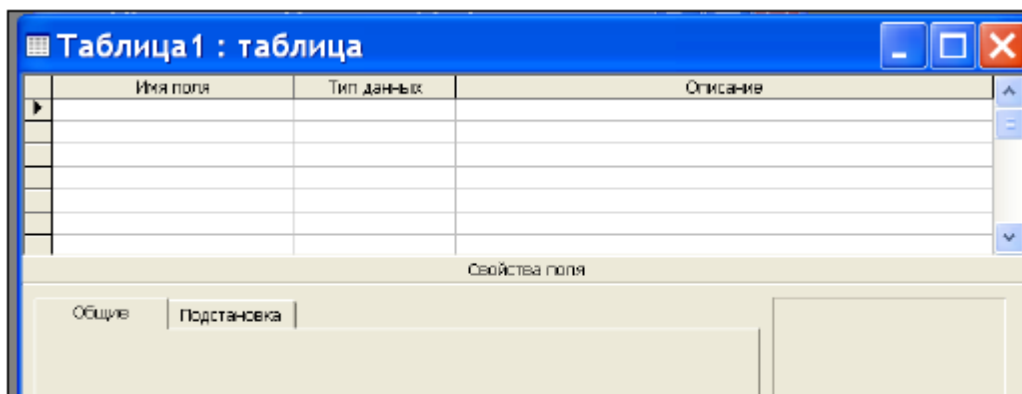 Таблица1 : таблица
Имя поля Тип данных Описание
Свойства поля
Общие Подстановка